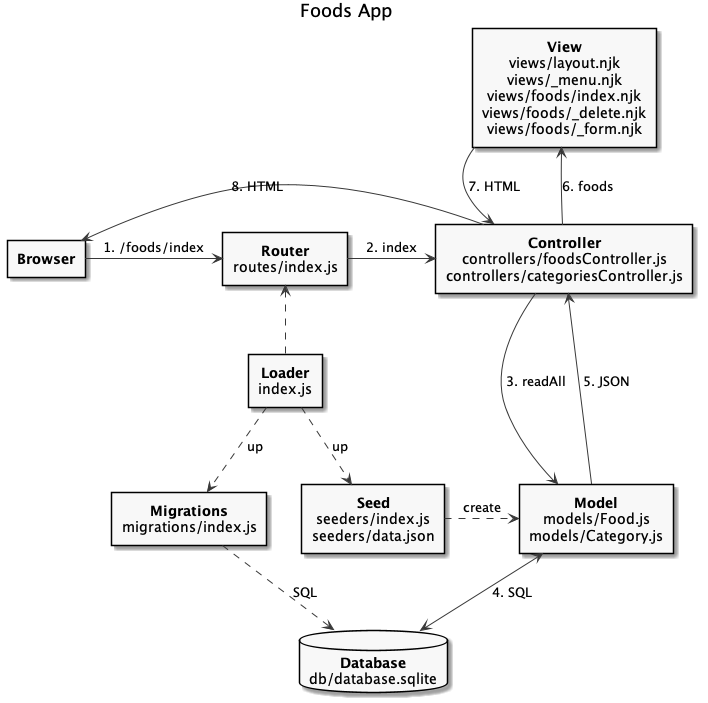 Foods App
View
views/layout.njk
views/_menu.njk
views/foods/index.njk
views/foods/_delete.njk
views/foods/_form.njk
8. HTML
7. HTML
6. foods
Browser
1. /foods/index
Router
routes/index.js
2. index
Controller
controllers/foodsController.js
controllers/categoriesController.js
Loader
index.js
3. readAll
5. JSON
up
up
Migrations
migrations/index.js
Seed
seeders/index.js
seeders/data.json
create
Model
models/Food.js
models/Category.js
SQL
4. SQL
Database
db/database.sqlite